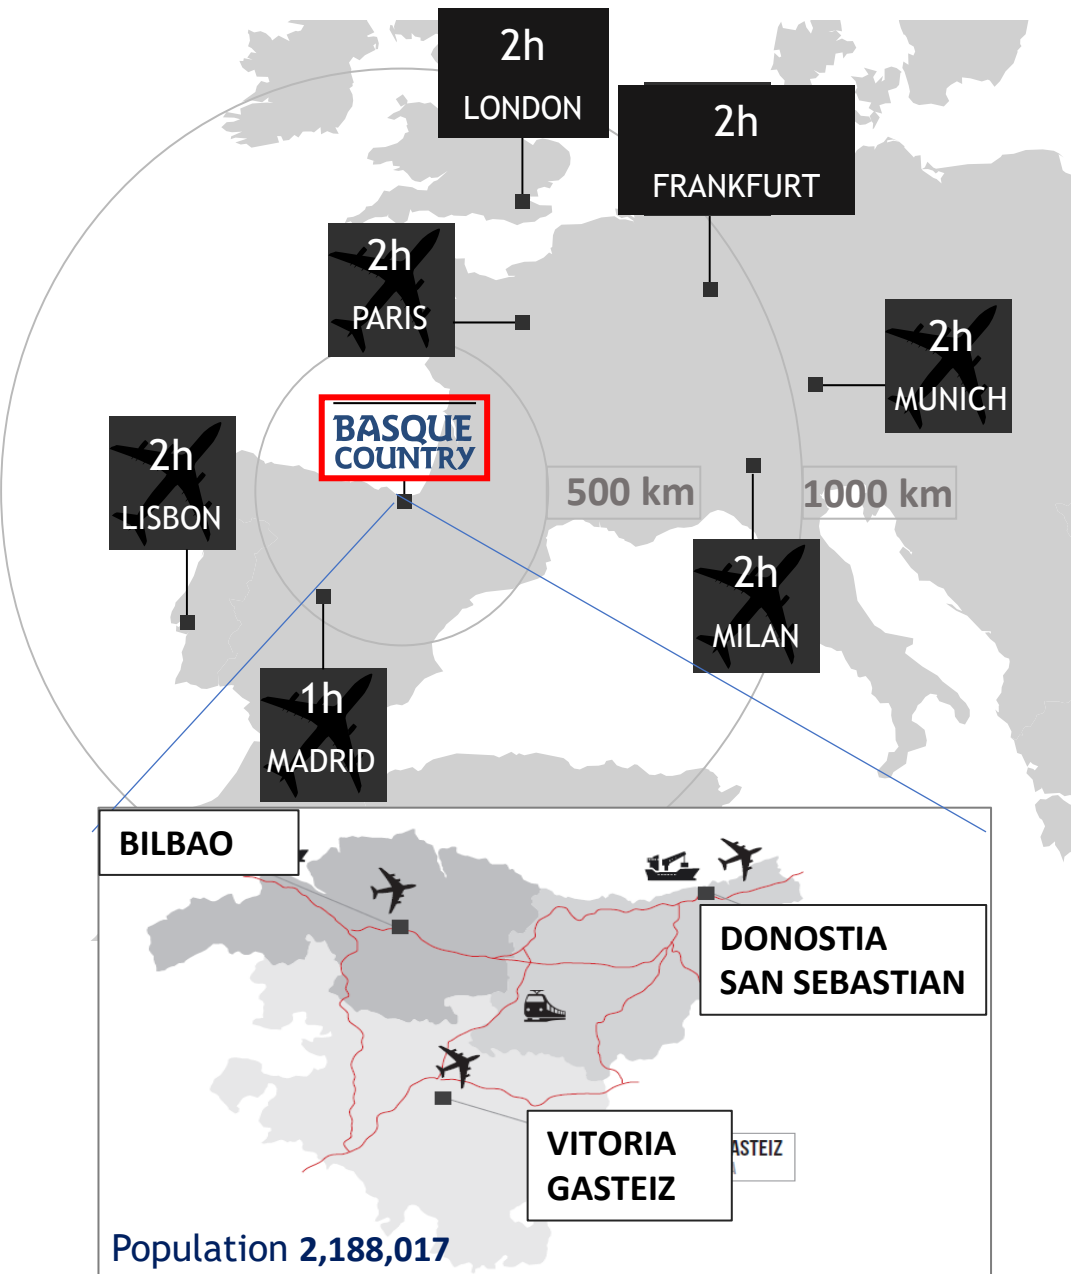 2h
LONDON
2h
FRANKFURT
2h
PARIS
2h
MUNICH
BASQUE
COUNTRY
2h
LISBON
500 km
1000 km
2h
MILAN
1h
MADRID
BILBAO
DONOSTIA
SAN SEBASTIAN
VITORIA
GASTEIZ
ASTEIZ
Population 2,188,017